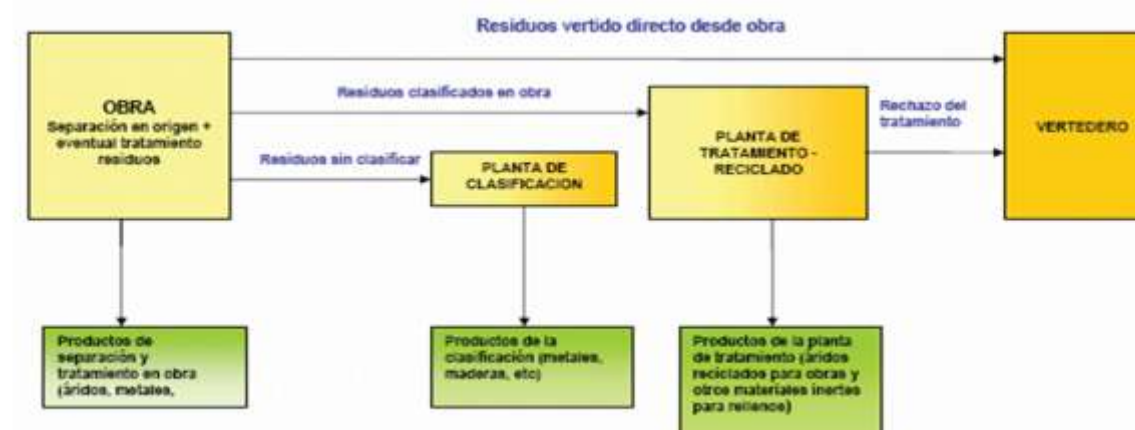 Residuos vertido directo desde obra
OBRA
Separación en origen +
eventual tratamiento
residuos
Residuos clasificados en obra
Residuos sin clasificar
PLANTA DE
CLASIFICACION
PLANTA DE
TRATAMIENTO -
RECICLADO
Rechazo del
tratamiento
VERTEDERO
Productos de
separación y
tratamiento en obra
(áridos, metales,
Productos de la
clasificación (metales,
maderas, etc)
Productos de la planta
de tratamiento (áridos
reciclados para obras y
otros materiales inertes
para rellenos)